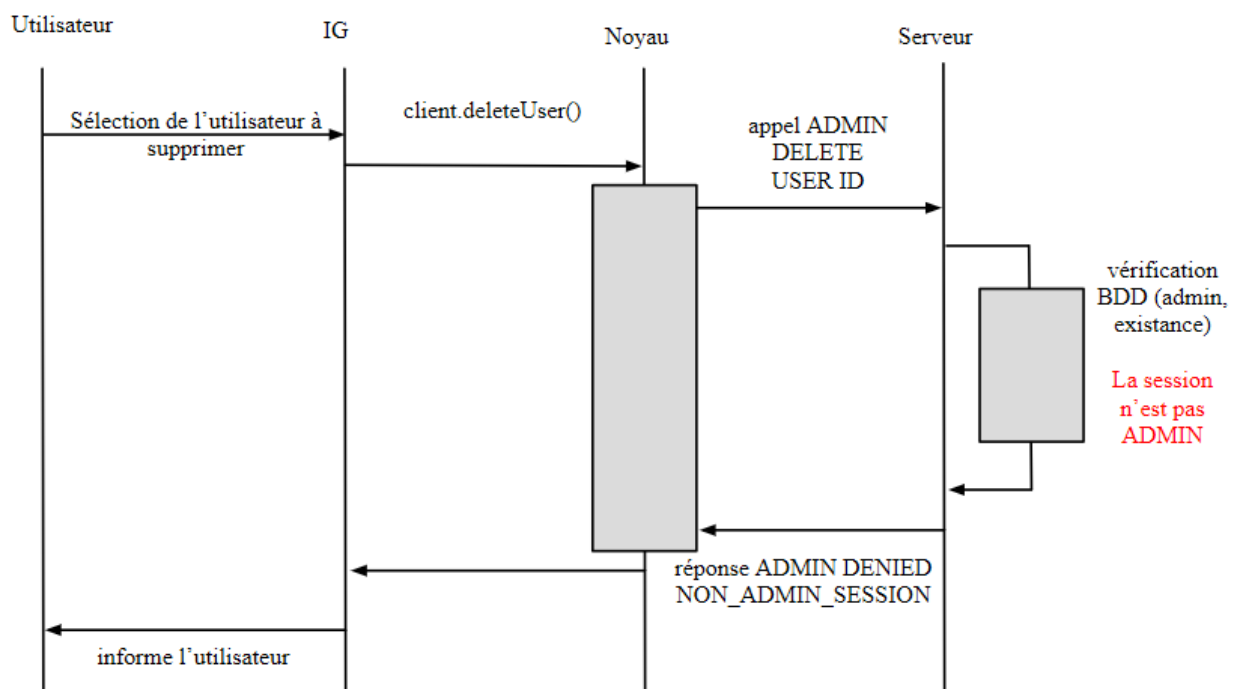 Utilisateur
IG
Noyau
Serveur
Sélection de l'utilisateur à
supprimer
client.deleteUser()
appel ADMIN
DELETE
USER ID
vérification
BDD (admin,
existance)
La session
n'est pas
ADMIN
réponse ADMIN DENIED
NON_ADMIN_SESSION
informe l'utilisateur